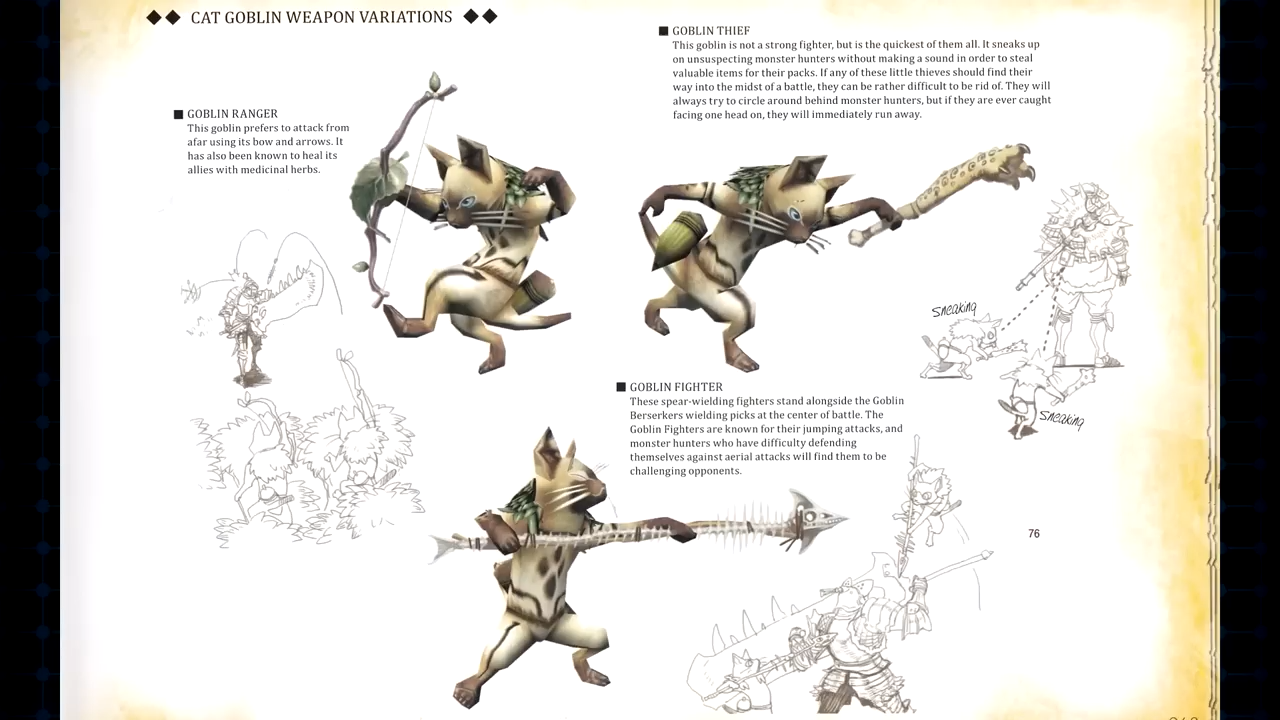 CAT GOBLIN WEAPON VARIATIONS
GOBLIN THIEF
This goblin is not a strong fighter, but is the quickest of them all. It sneaks up
on unsuspecting monster hunters without making a sound in order to steal
valuable items for their packs. If any of these little thieves should find their
way into the midst of a battle, they can be rather difficult to be rid of. They will
always try to circle around behind monster hunters, but if they are ever caught
facing one head on, they will immediately run away.
GOBLIN RANGER
This goblin prefers to attack from
afar using its bow and arrows. It
has also been known to heal its
allies with medicinal herbs.
sneaking
sneaking
GOBLIN FIGHTER
These spear-wielding fighters stand alongside the Goblin
Berserkers wielding picks at the center of battle. The
Goblin Fighters are known for their jumping attacks, and
monster hunters who have difficulty defending
themselves against aerial attacks will find them to be
challenging opponents.
76